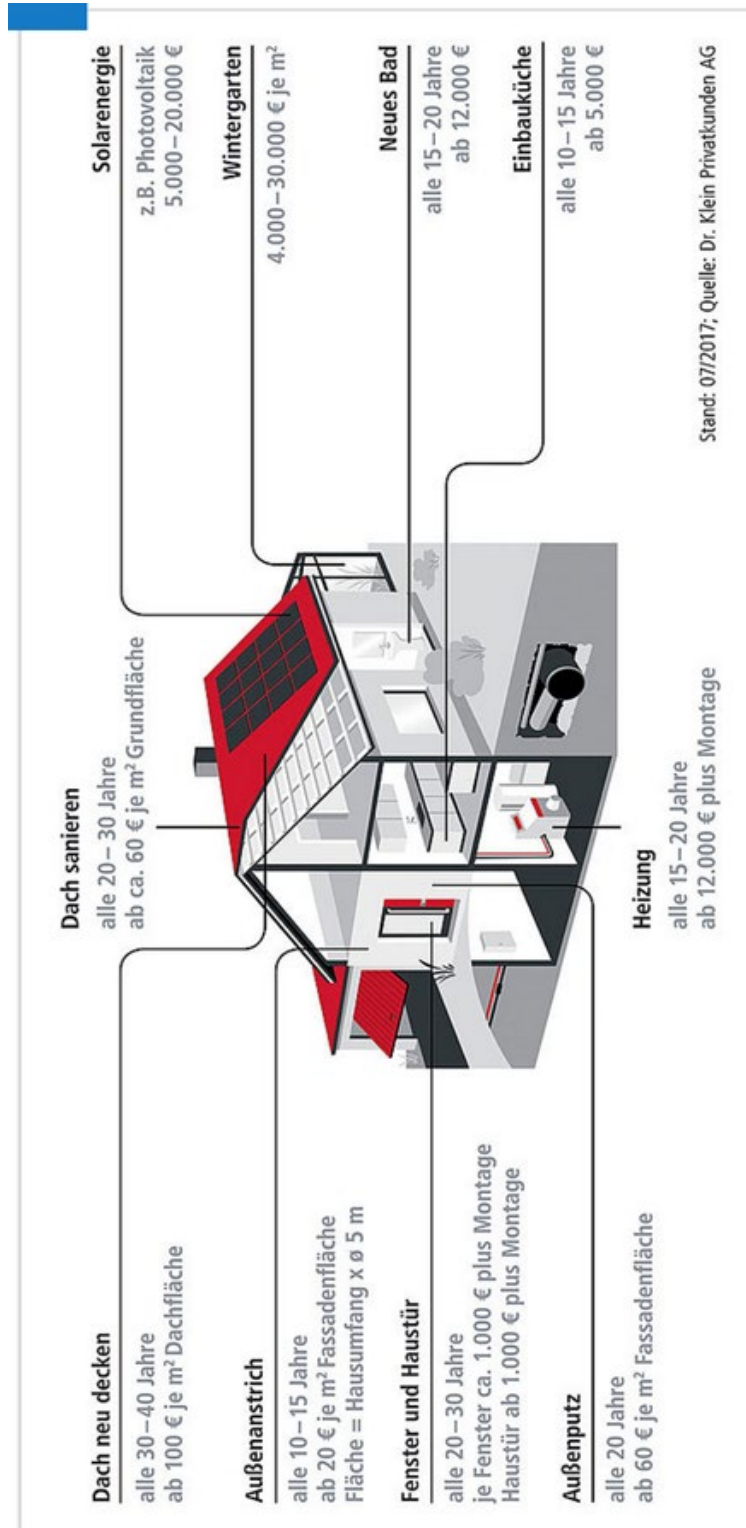 Dach neu decken
alle 30–40 Jahre
ab 100 € je m² Dachfläche
Außenanstrich
alle 10–15 Jahre
ab 20 € je m² Fassadenfläche
Fläche = Hausumfang x ø 5 m
Fenster und Haustür
alle 20–30 Jahre
je Fenster ca. 1.000 € plus Montage
Haustür ab 1.000 € plus Montage
Außenputz
alle 20 Jahre
ab 60 € je m² Fassadenfläche
Dach sanieren
alle 20–30 Jahre
ab ca. 60 € je m² Grundfläche
Heizung
alle 15–20 Jahre
ab 12.000 € plus Montage
Solarenergie
z.B. Photovoltaik
5.000–20.000 €
Wintergarten
4.000–30.000 € je m²
Neues Bad
alle 15–20 Jahre
ab 12.000 €
Einbauküche
alle 10–15 Jahre
ab 5.000 €
Stand: 07/2017; Quelle: Dr. Klein Privatkunden AG